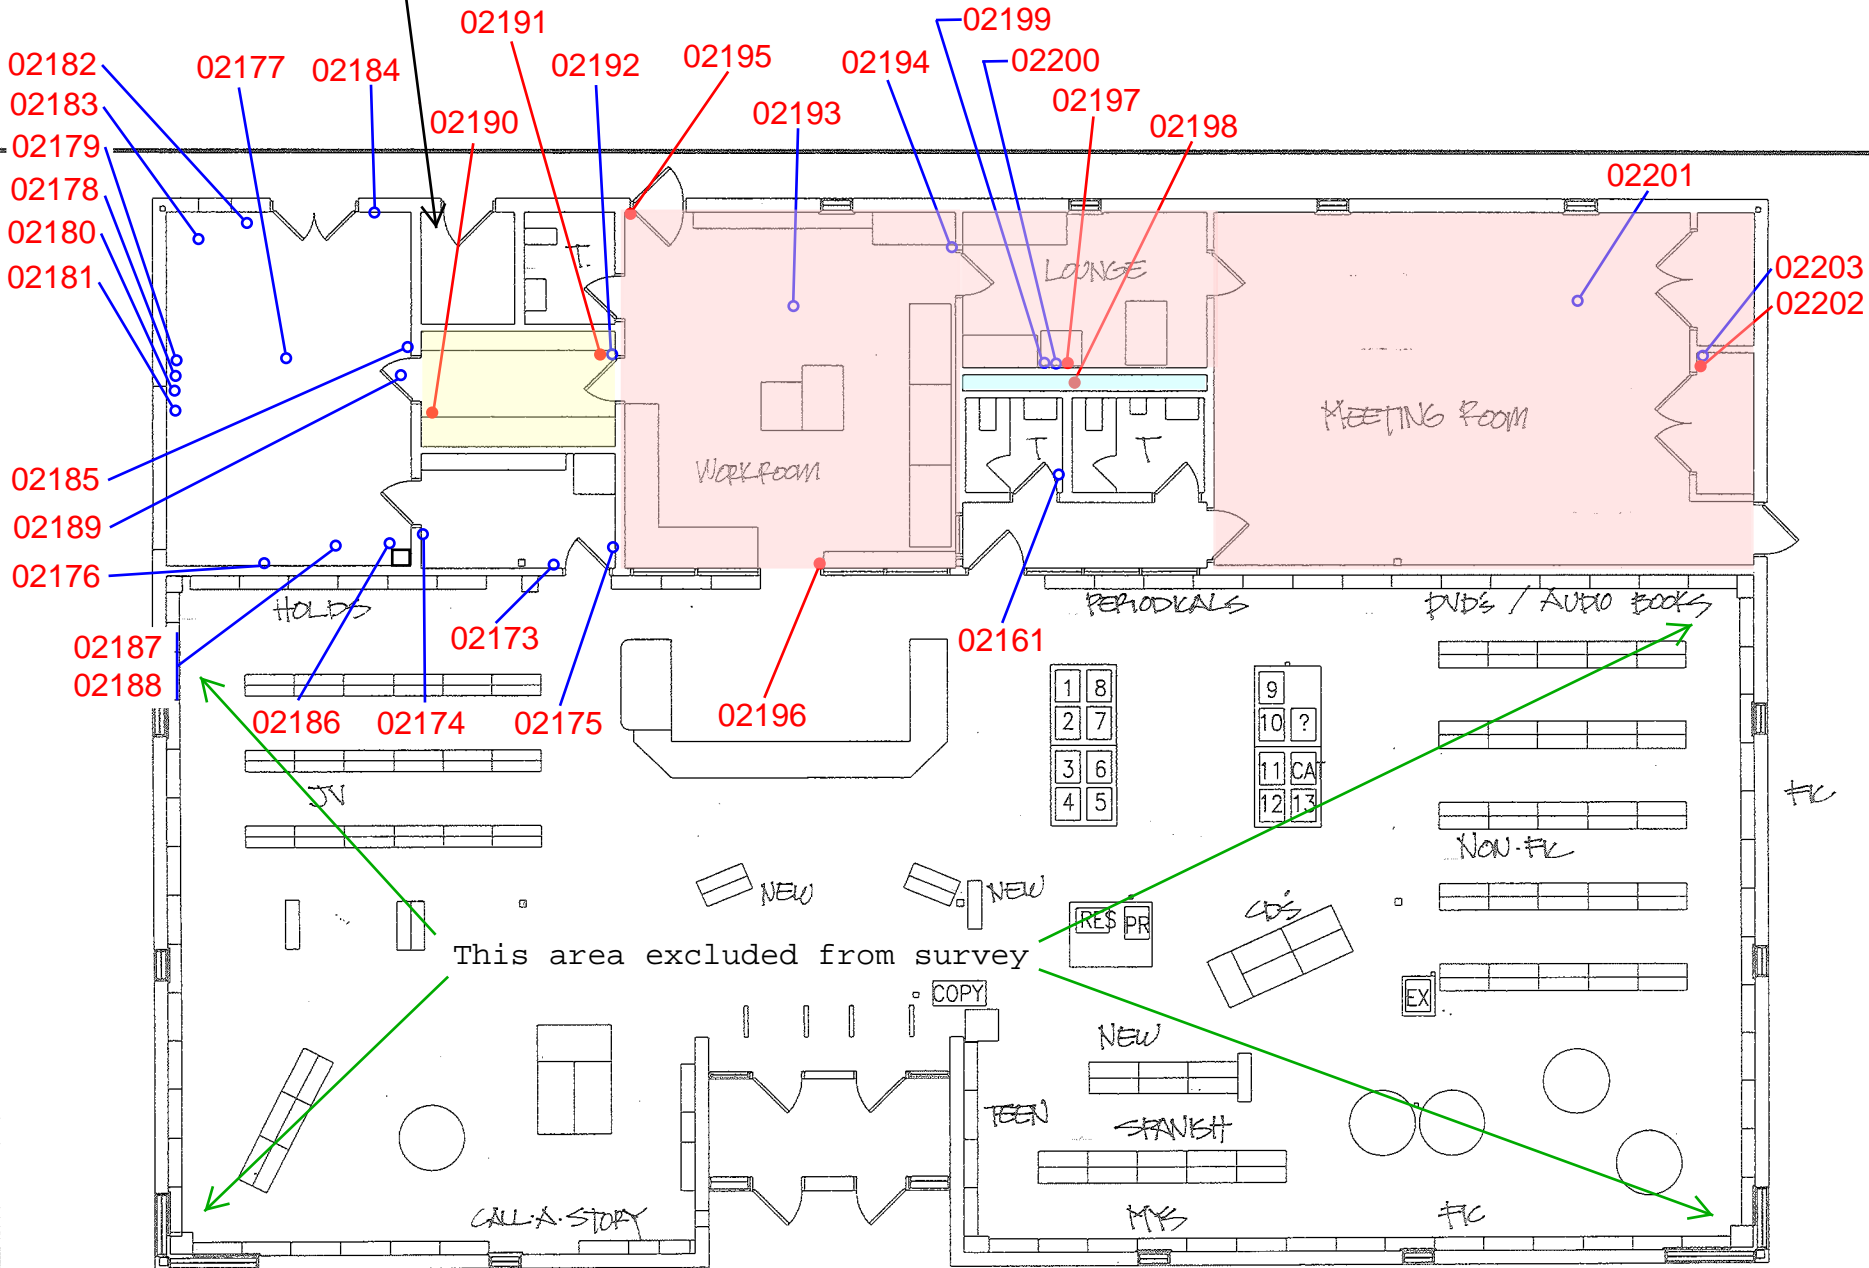 02199
02191
02195
02192
02194
02200
02182
02177
02184
02197
02183
02190
02193
02198
02179
02178
02201
02180
T
LOUNGE
02203
02181
02202
MEETING ROOM
T
T
WORKROOM
02185
02189
02176
HOLDS
PERIODICALS
DVDS / AUDIO BOOKS
02173
02161
02187
02188
02186
02174
02175
02196
1 8
2 7
3 6
4 5
9
10 ?
11 CAT
12 13
JV
FIC
NON-FIC
NEW
NEW
CDS
RES PR
This area excluded from survey
COPY
EX
NEW
TEEN
SPANISH
CALL-A-STORY
MYS
FIC